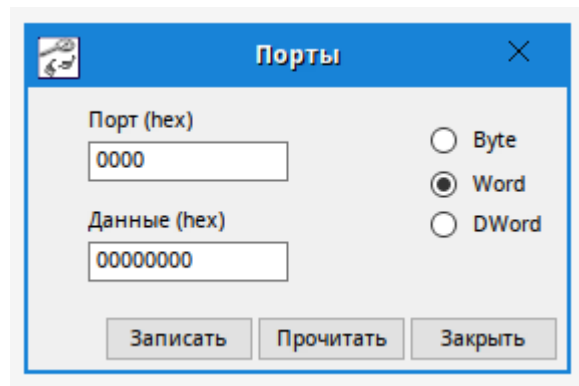 Порты
Порт (hex)
0000
Byte
Word
Данные (hex)
DWord
00000000
Записать Прочитать Закрыть